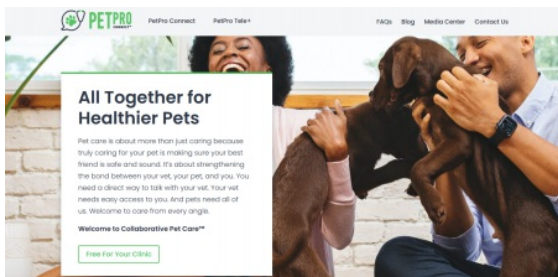 PETPRO
CONNECT™
PetPro Connect
PetPro Tele+
FAQs
Blog
Media Center
Contact Us
All Together for
Healthier Pets
Pet care is about more than just caring because
truly caring for your pet is making sure your best
friend is safe and sound. It's about strengthening
the bond between your vet, your pet, and you. You
need a direct way to talk with your vet. Your vet
needs easy access to you. And pets need all of
us. Welcome to care from every angle.
Welcome to Collaborative Pet Care℠
Free For Your Clinic